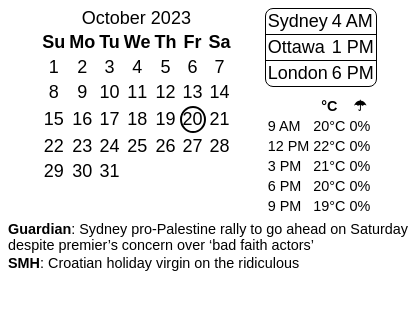 October 2023
Su Mo Tu We Th Fr Sa
1 2 3 4 5 6 7
8 9 10 11 12 13 14
15 16 17 18 19 20 21
22 23 24 25 26 27 28
29 30 31
Sydney 4 AM
Ottawa 1 PM
London 6 PM
°C ☂
9 AM 20°C 0%
12 PM 22°C 0%
3 PM 21°C 0%
6 PM 20°C 0%
9 PM 19°C 0%
Guardian: Sydney pro-Palestine rally to go ahead on Saturday
despite premier’s concern over ‘bad faith actors’
SMH: Croatian holiday virgin on the ridiculous